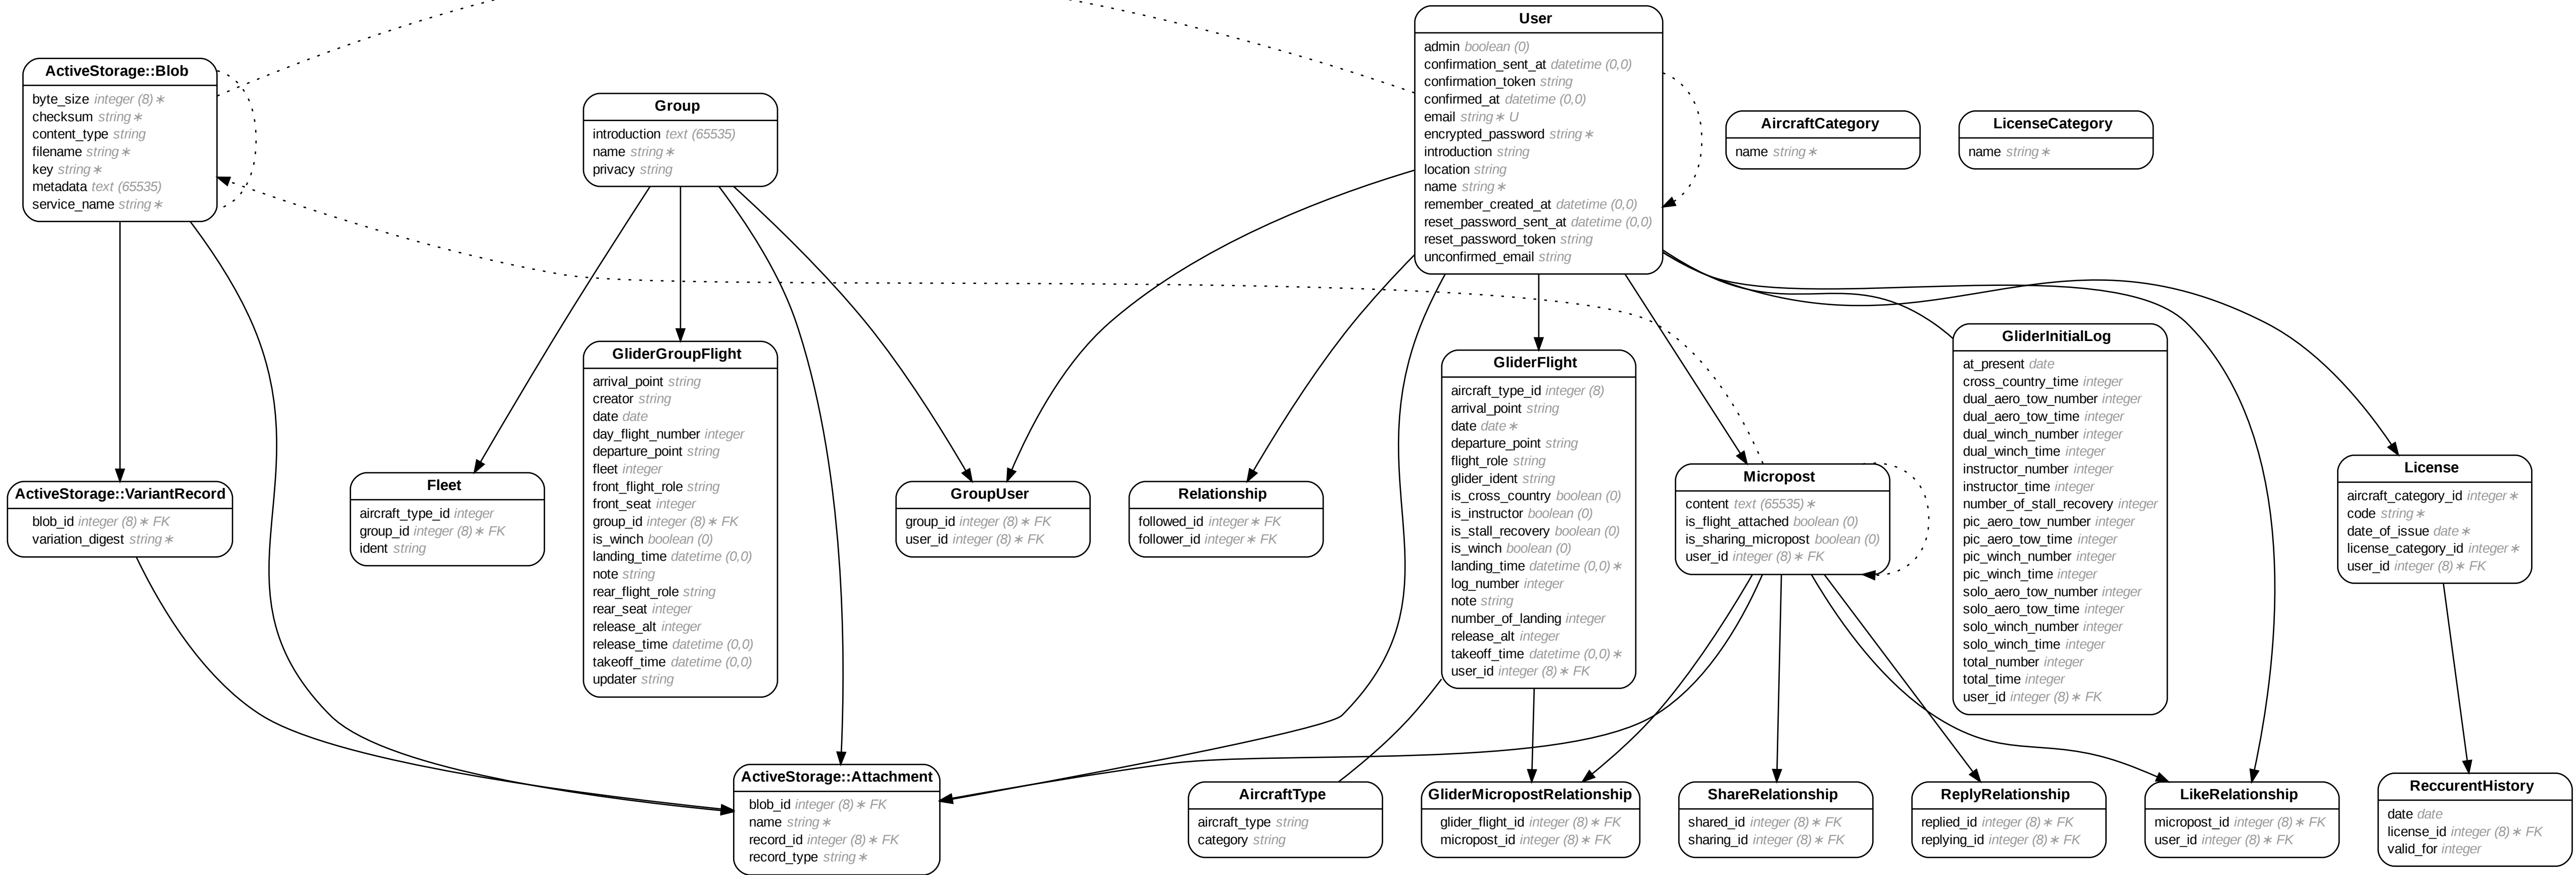 User
admin boolean (0)
confirmation_sent_at datetime (0,0)
confirmation_token string
confirmed_at datetime (0,0)
email string∗ U
encrypted_password string∗
introduction string
location string
name string∗
remember_created_at datetime (0,0)
reset_password_sent_at datetime (0,0)
reset_password_token string
unconfirmed_email string
ActiveStorage::Blob
byte_size integer (8)∗
checksum string∗
content_type string
filename string∗
key string∗
metadata text (65535)
service_name string∗
Group
introduction text (65535)
name string∗
privacy string
AircraftCategory
name string∗
LicenseCategory
name string∗
GliderGroupFlight
arrival_point string
creator string
date date
day_flight_number integer
departure_point string
fleet integer
front_flight_role string
front_seat integer
group_id integer (8)∗ FK
is_winch boolean (0)
landing_time datetime (0,0)
note string
rear_flight_role string
rear_seat integer
release_alt integer
release_time datetime (0,0)
takeoff_time datetime (0,0)
updater string
GliderFlight
aircraft_type_id integer (8)
arrival_point string
date date∗
departure_point string
flight_role string
glider_ident string
is_cross_country boolean (0)
is_instructor boolean (0)
is_stall_recovery boolean (0)
is_winch boolean (0)
landing_time datetime (0,0)∗
log_number integer
note string
number_of_landing integer
release_alt integer
takeoff_time datetime (0,0)∗
user_id integer (8)∗ FK
GliderInitialLog
at_present date
cross_country_time integer
dual_aero_tow_number integer
dual_aero_tow_time integer
dual_winch_number integer
dual_winch_time integer
instructor_number integer
instructor_time integer
number_of_stall_recovery integer
pic_aero_tow_number integer
pic_aero_tow_time integer
pic_winch_number integer
pic_winch_time integer
solo_aero_tow_number integer
solo_aero_tow_time integer
solo_winch_number integer
solo_winch_time integer
total_number integer
total_time integer
user_id integer (8)∗ FK
ActiveStorage::VariantRecord
blob_id integer (8)∗ FK
variation_digest string∗
Fleet
aircraft_type_id integer
group_id integer (8)∗ FK
ident string
GroupUser
group_id integer (8)∗ FK
user_id integer (8)∗ FK
Relationship
followed_id integer∗ FK
follower_id integer∗ FK
Micropost
content text (65535)∗
is_flight_attached boolean (0)
is_sharing_micropost boolean (0)
user_id integer (8)∗ FK
License
aircraft_category_id integer∗
code string∗
date_of_issue date∗
license_category_id integer∗
user_id integer (8)∗ FK
ActiveStorage::Attachment
blob_id integer (8)∗ FK
name string∗
record_id integer (8)∗ FK
record_type string∗
AircraftType
aircraft_type string
category string
GliderMicropostRelationship
glider_flight_id integer (8)∗ FK
micropost_id integer (8)∗ FK
ShareRelationship
shared_id integer (8)∗ FK
sharing_id integer (8)∗ FK
ReplyRelationship
replied_id integer (8)∗ FK
replying_id integer (8)∗ FK
LikeRelationship
micropost_id integer (8)∗ FK
user_id integer (8)∗ FK
ReccurentHistory
date date
license_id integer (8)∗ FK
valid_for integer